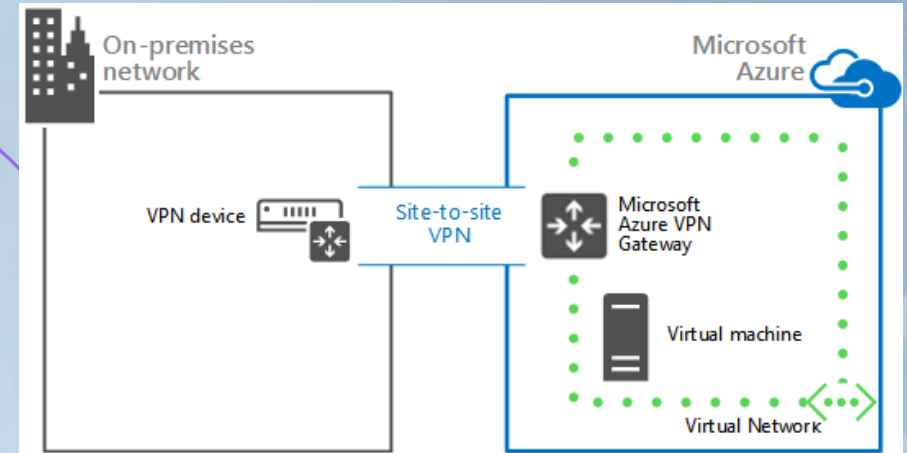 On-premises
network
Microsoft
Azure
VPN device
Site-to-site
VPN
Microsoft
Azure VPN
Gateway
Virtual machine
Virtual Network